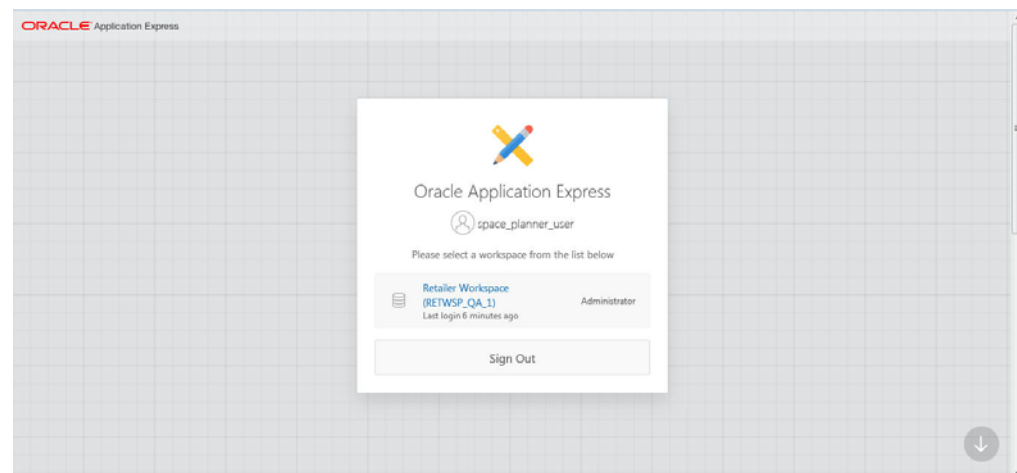 ORACLE Application Express
Oracle Application Express
space_planner_user
Please select a workspace from the list below
Retailer Workspace
(RETWSP_QA_1)
Administrator
Last login 6 minutes ago
Sign Out